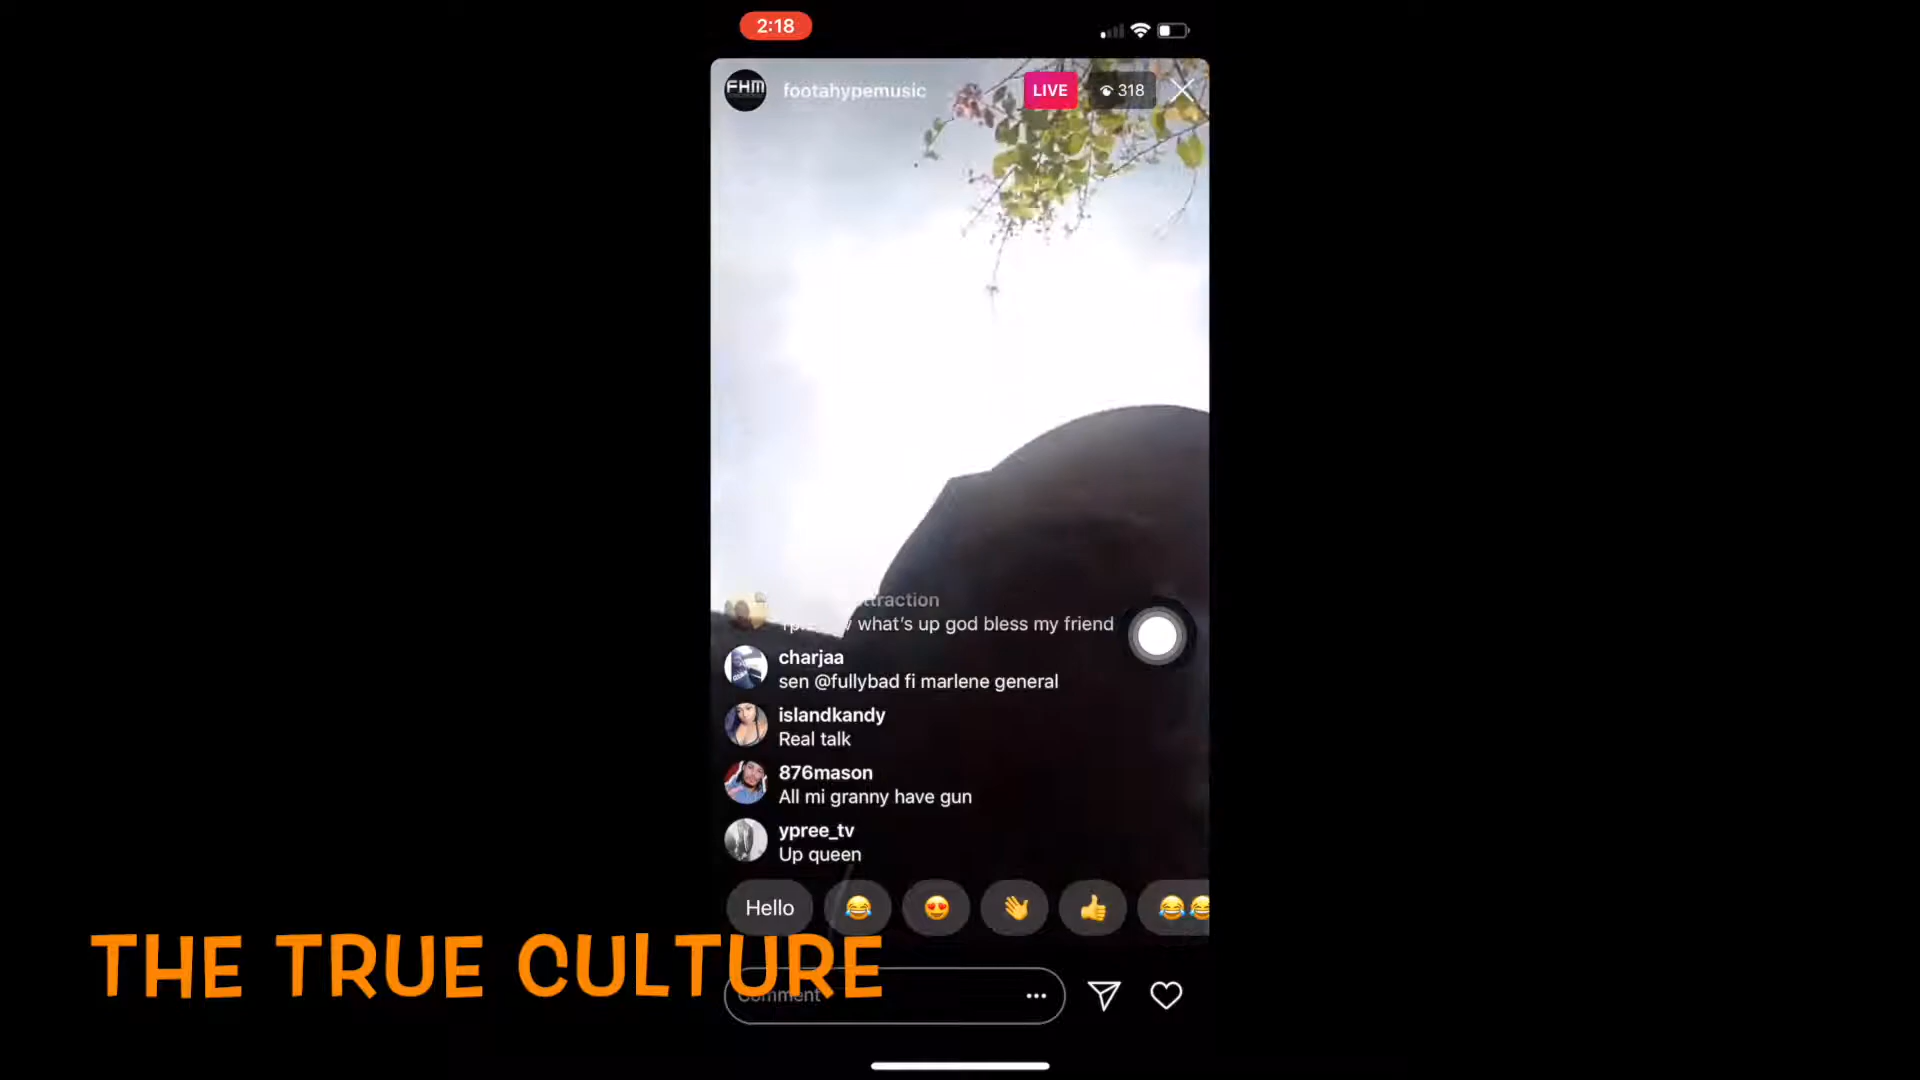 2:18
FHM
footahypemusic
LIVE
318
what's up god bless my friend
charjaa
sen @fullybad fi marlene general
islandkandy
Real talk
876mason
All mi granny have gun
ypree_tv
Up queen
Hello
THE TRUE CULTURE
Comment